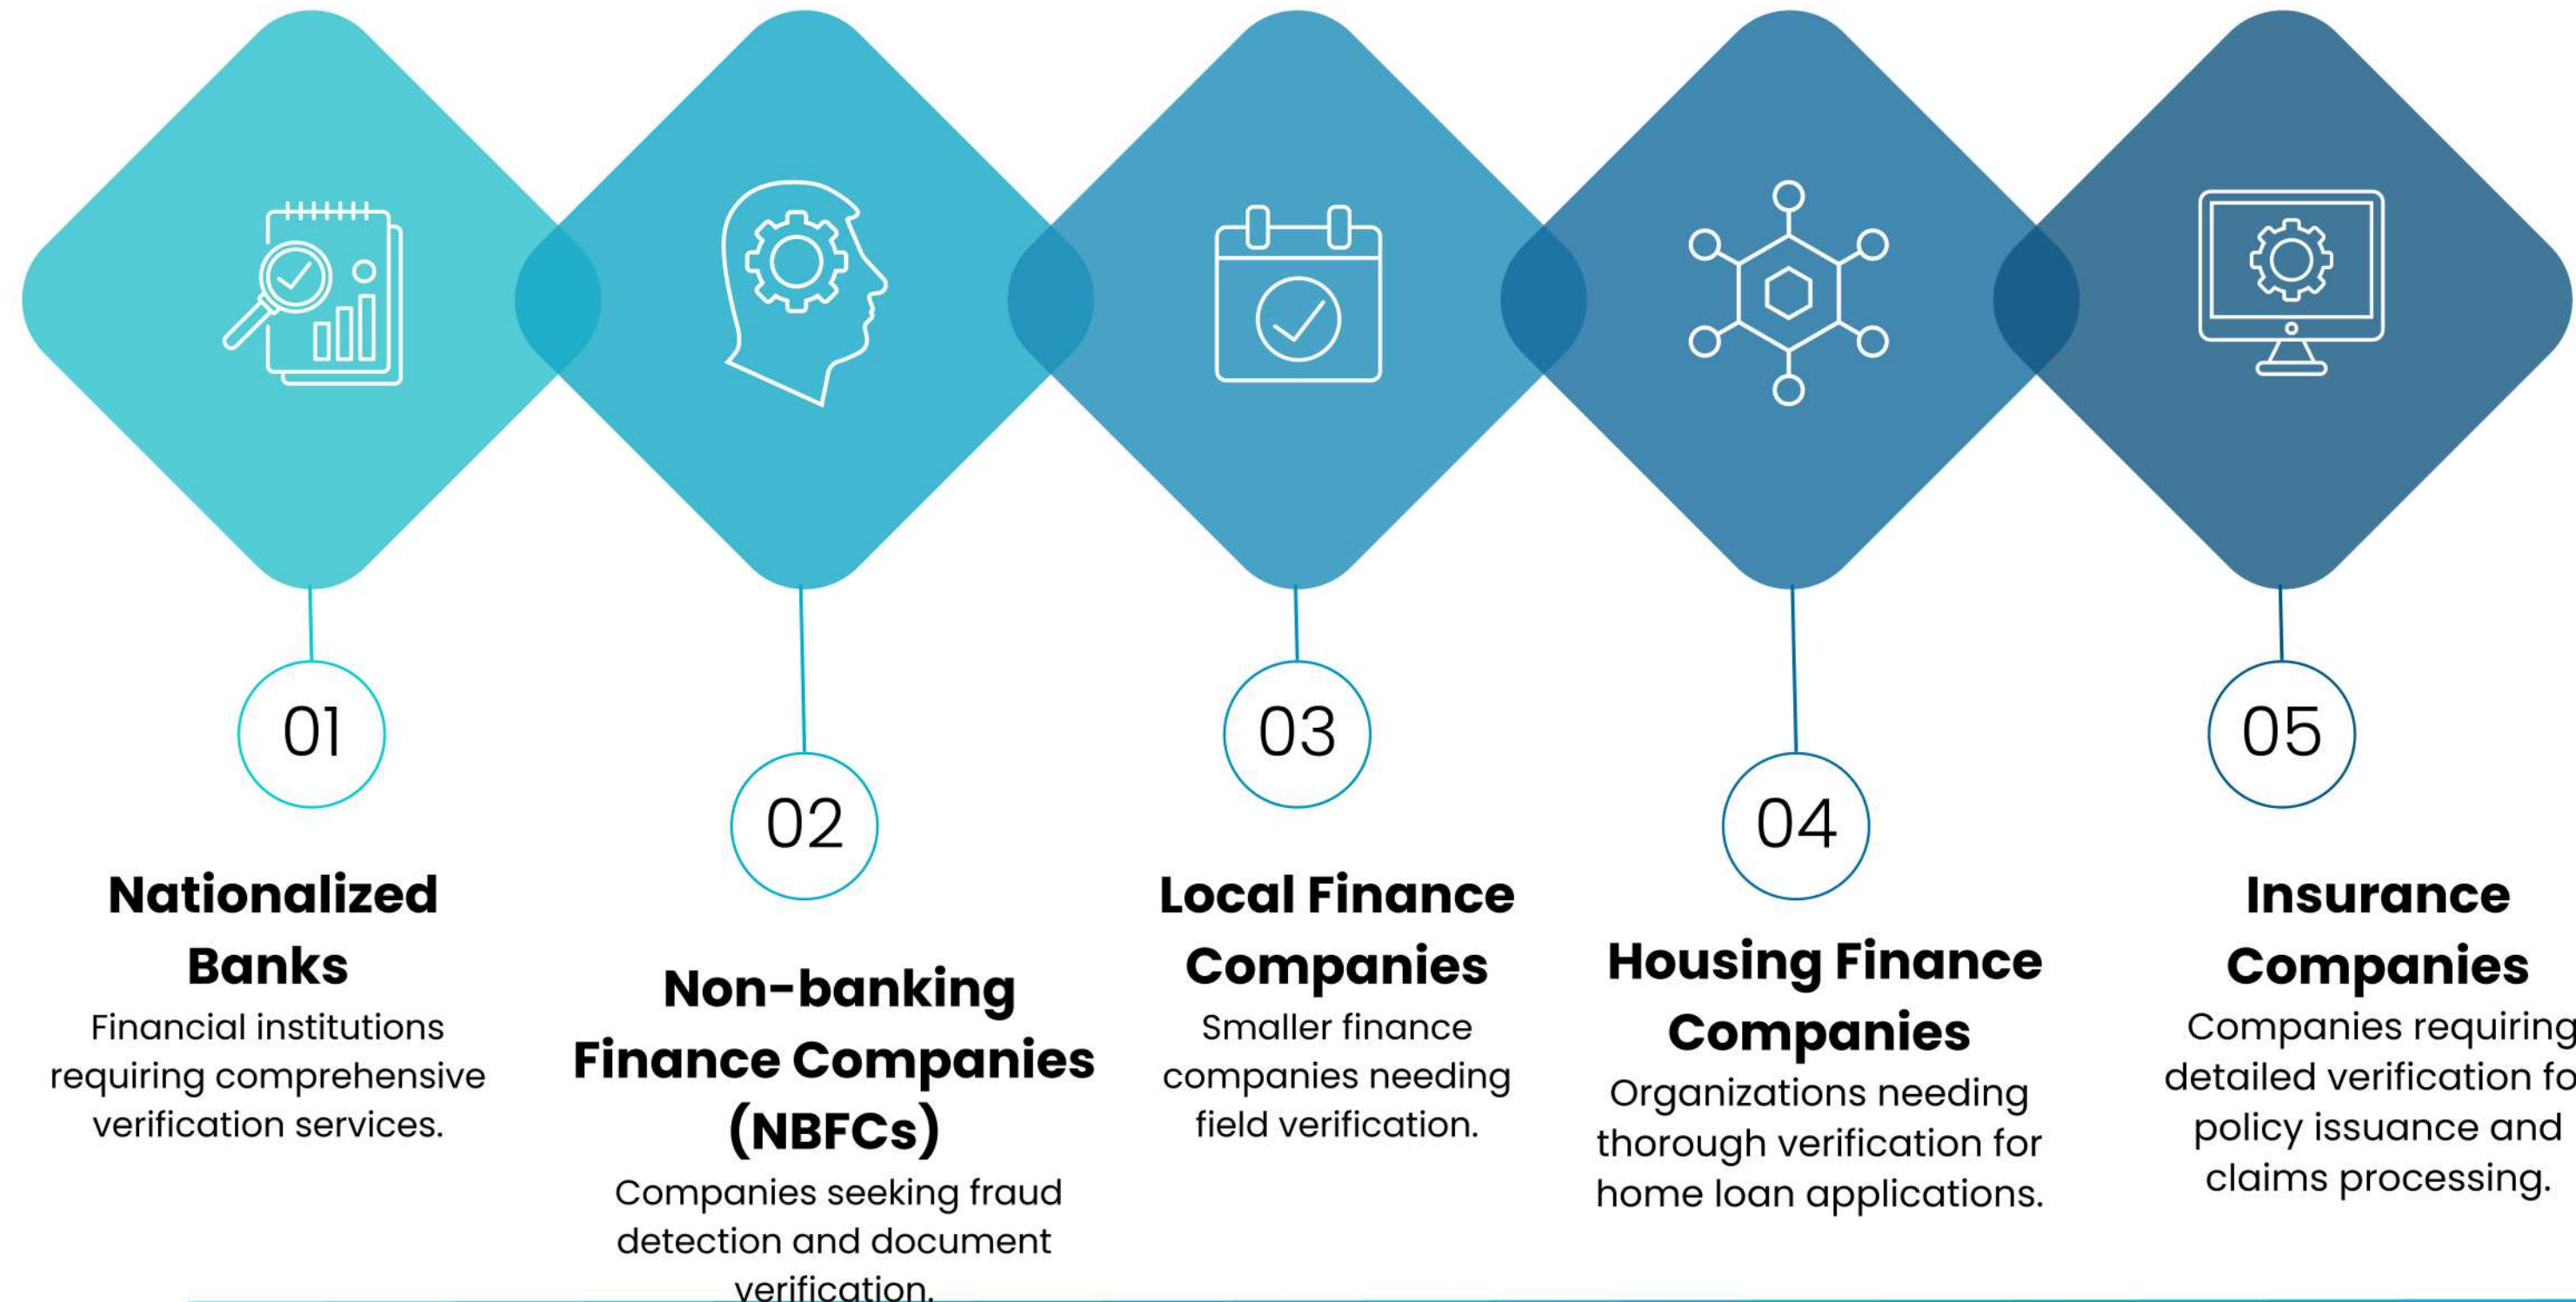 01
Nationalized
Banks
Financial institutions
requiring comprehensive
verification services.
02
Non-banking
Finance Companies
(NBFCs)
Companies seeking fraud
detection and document
verification.
03
Local Finance
Companies
Smaller finance
companies needing
field verification.
04
Housing Finance
Companies
Organizations needing
thorough verification for
home loan applications.
05
Insurance
Companies
Companies requiring
detailed verification fo
policy issuance and
claims processing.